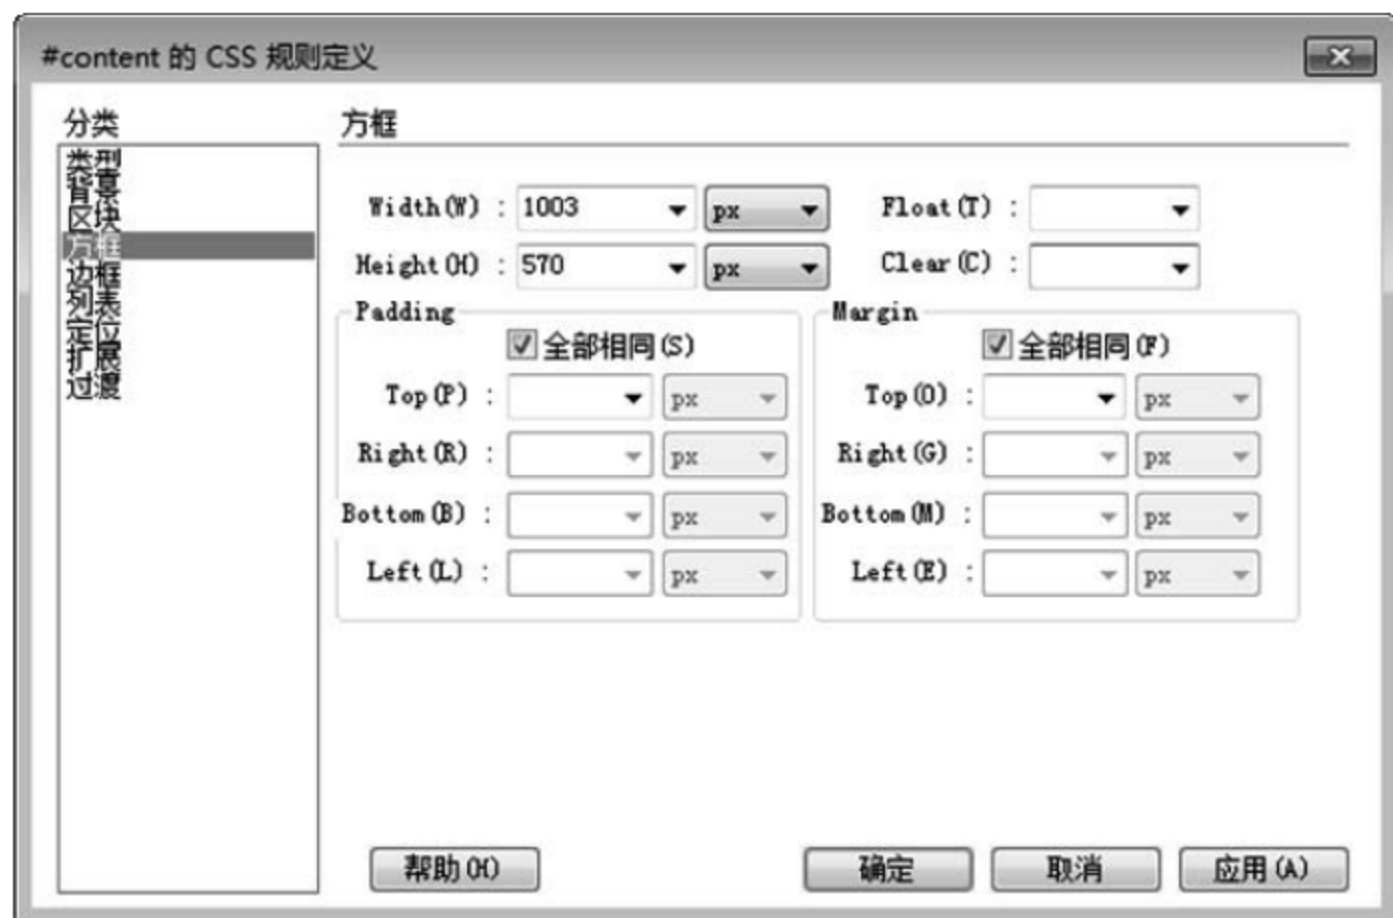 #content 的 CSS 规则定义
分类
类型
背景
区块
方框
边框
列表
定位
扩展
过渡
方框
Width(W) : 1003 px Float(T) :
Height(H) : 570 px Clear(C) :
Padding Margin
全部相同(S) 全部相同(F)
Top(P) : px Top(O) : px
Right(R) : px Right(G) : px
Bottom(B) : px Bottom(M) : px
Left(L) : px Left(E) : px
帮助(H) 确定 取消 应用(A)